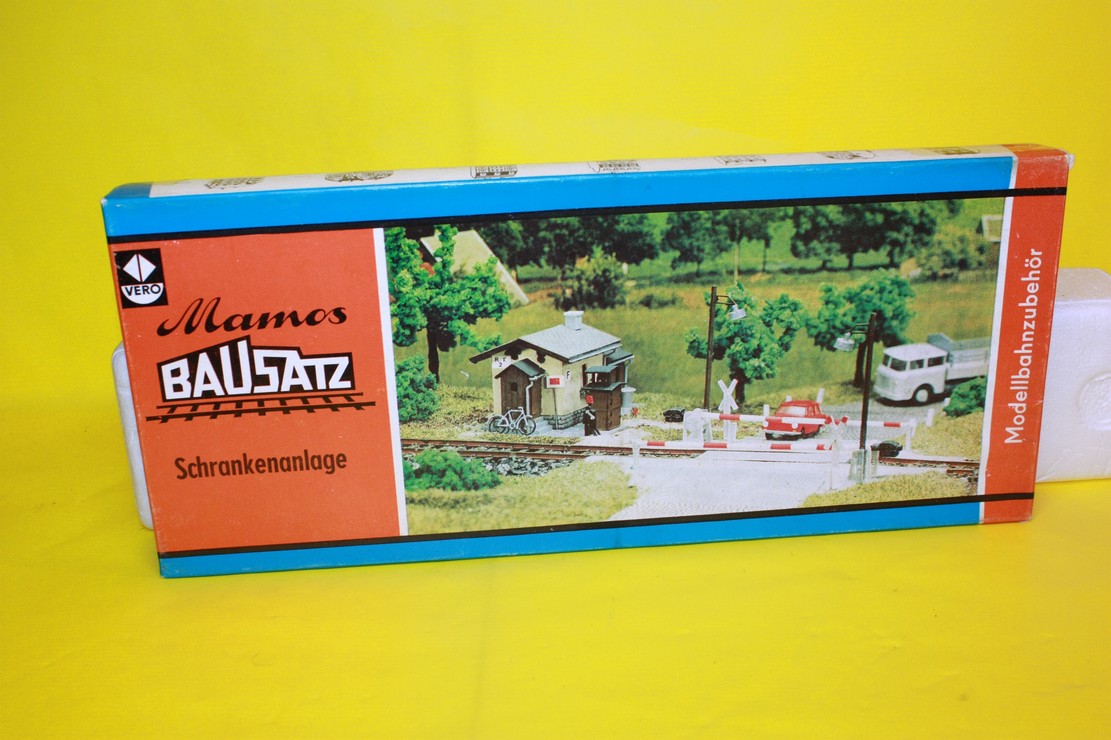 VERO
Mamos
BAUSATZ
Schrankenanlage
Modellbahnzubehör